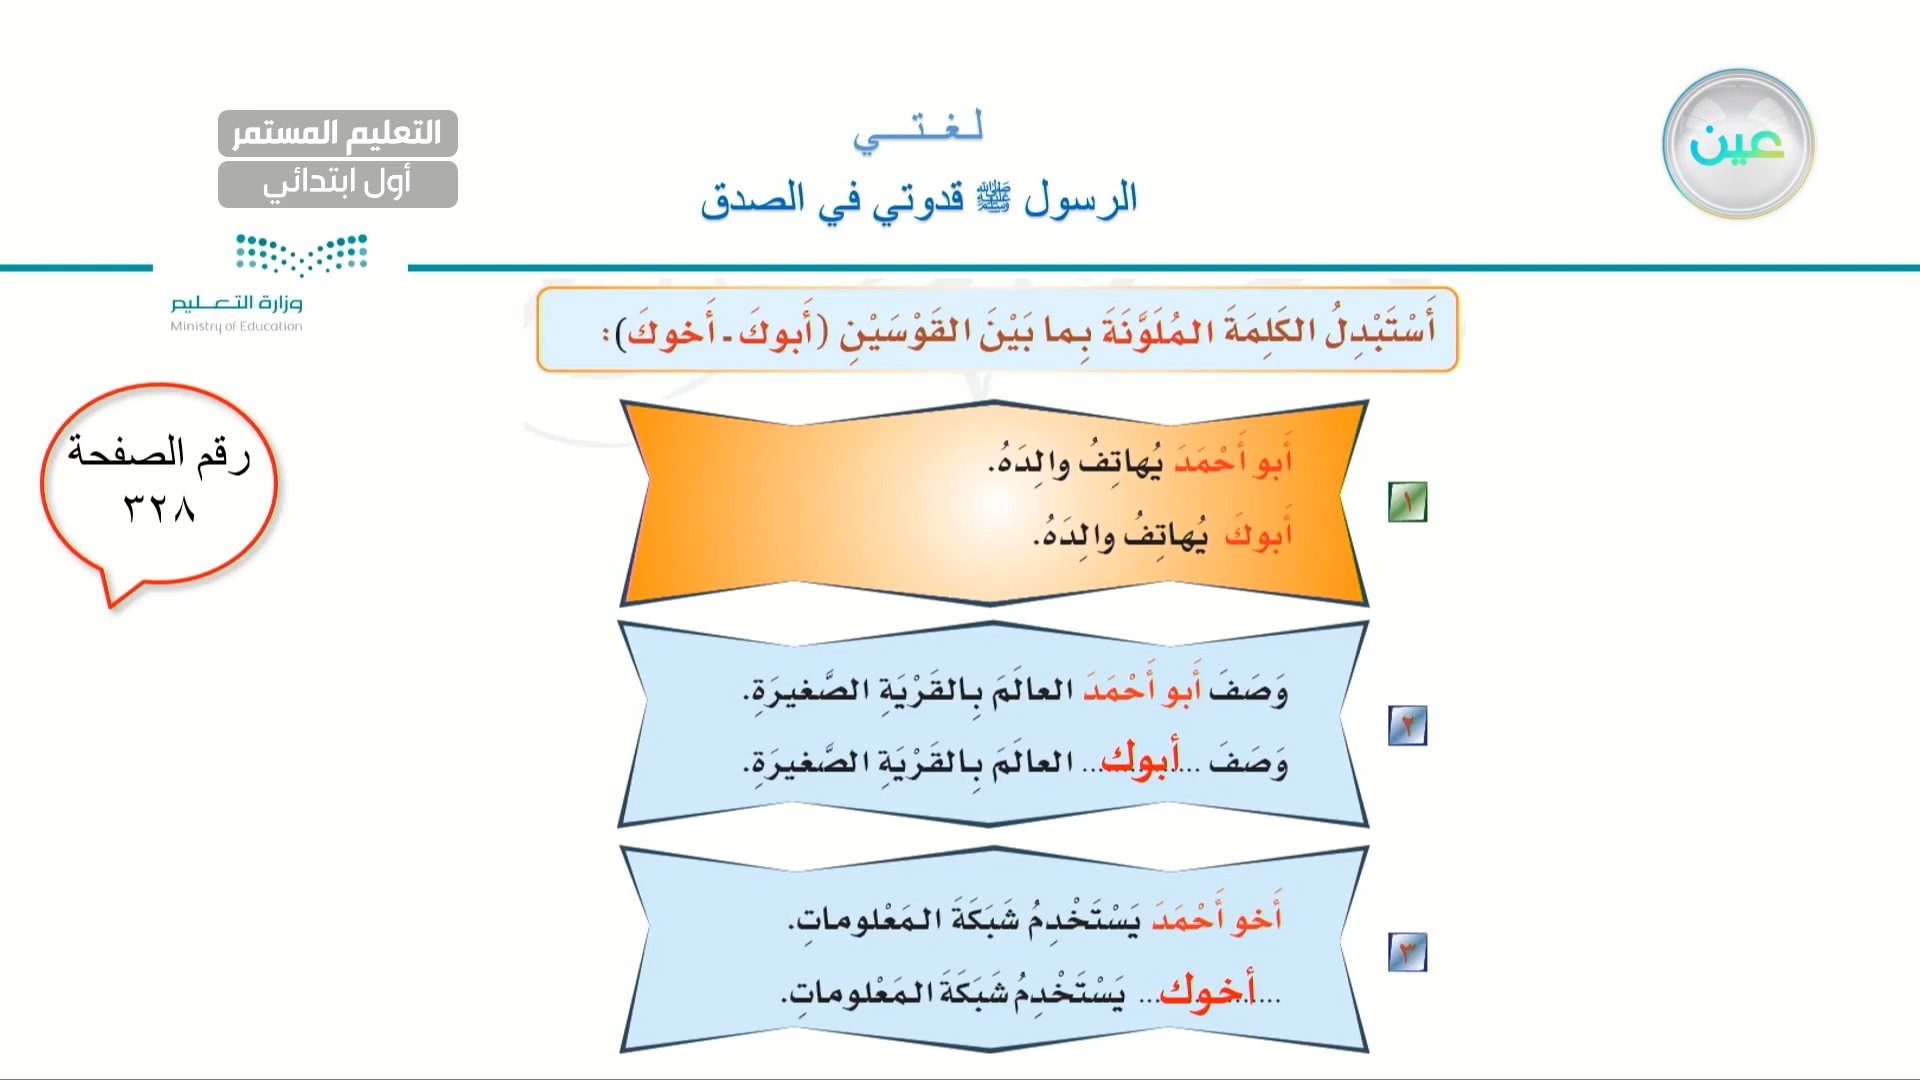 التعليم المستمر
أول ابتدائي
لـغـتـــي
الرسول ﷺ قدوتي في الصدق
عين
وزارة التـعـــليم
Ministry of Education
أَسْتَبْدِلُ الكَلِمَةَ المُلَوَّنَةَ بِما بَيْنَ القَوْسَيْنِ (أَبوكَ - أَخوكَ):
رقم الصفحة
٣٢٨
١
أَبو أَحْمَدَ يُهاتِفُ والِدَهُ.
أَبوكَ يُهاتِفُ والِدَهُ.
٢
وَصَفَ أَبو أَحْمَدَ العالَمَ بِالقَرْيَةِ الصَّغيرَةِ.
وَصَفَ ...أبوك... العالَمَ بِالقَرْيَةِ الصَّغيرَةِ.
٣
أَخو أَحْمَدَ يَسْتَخْدِمُ شَبَكَةَ المَعْلوماتِ.
...أخوك... يَسْتَخْدِمُ شَبَكَةَ المَعْلوماتِ.